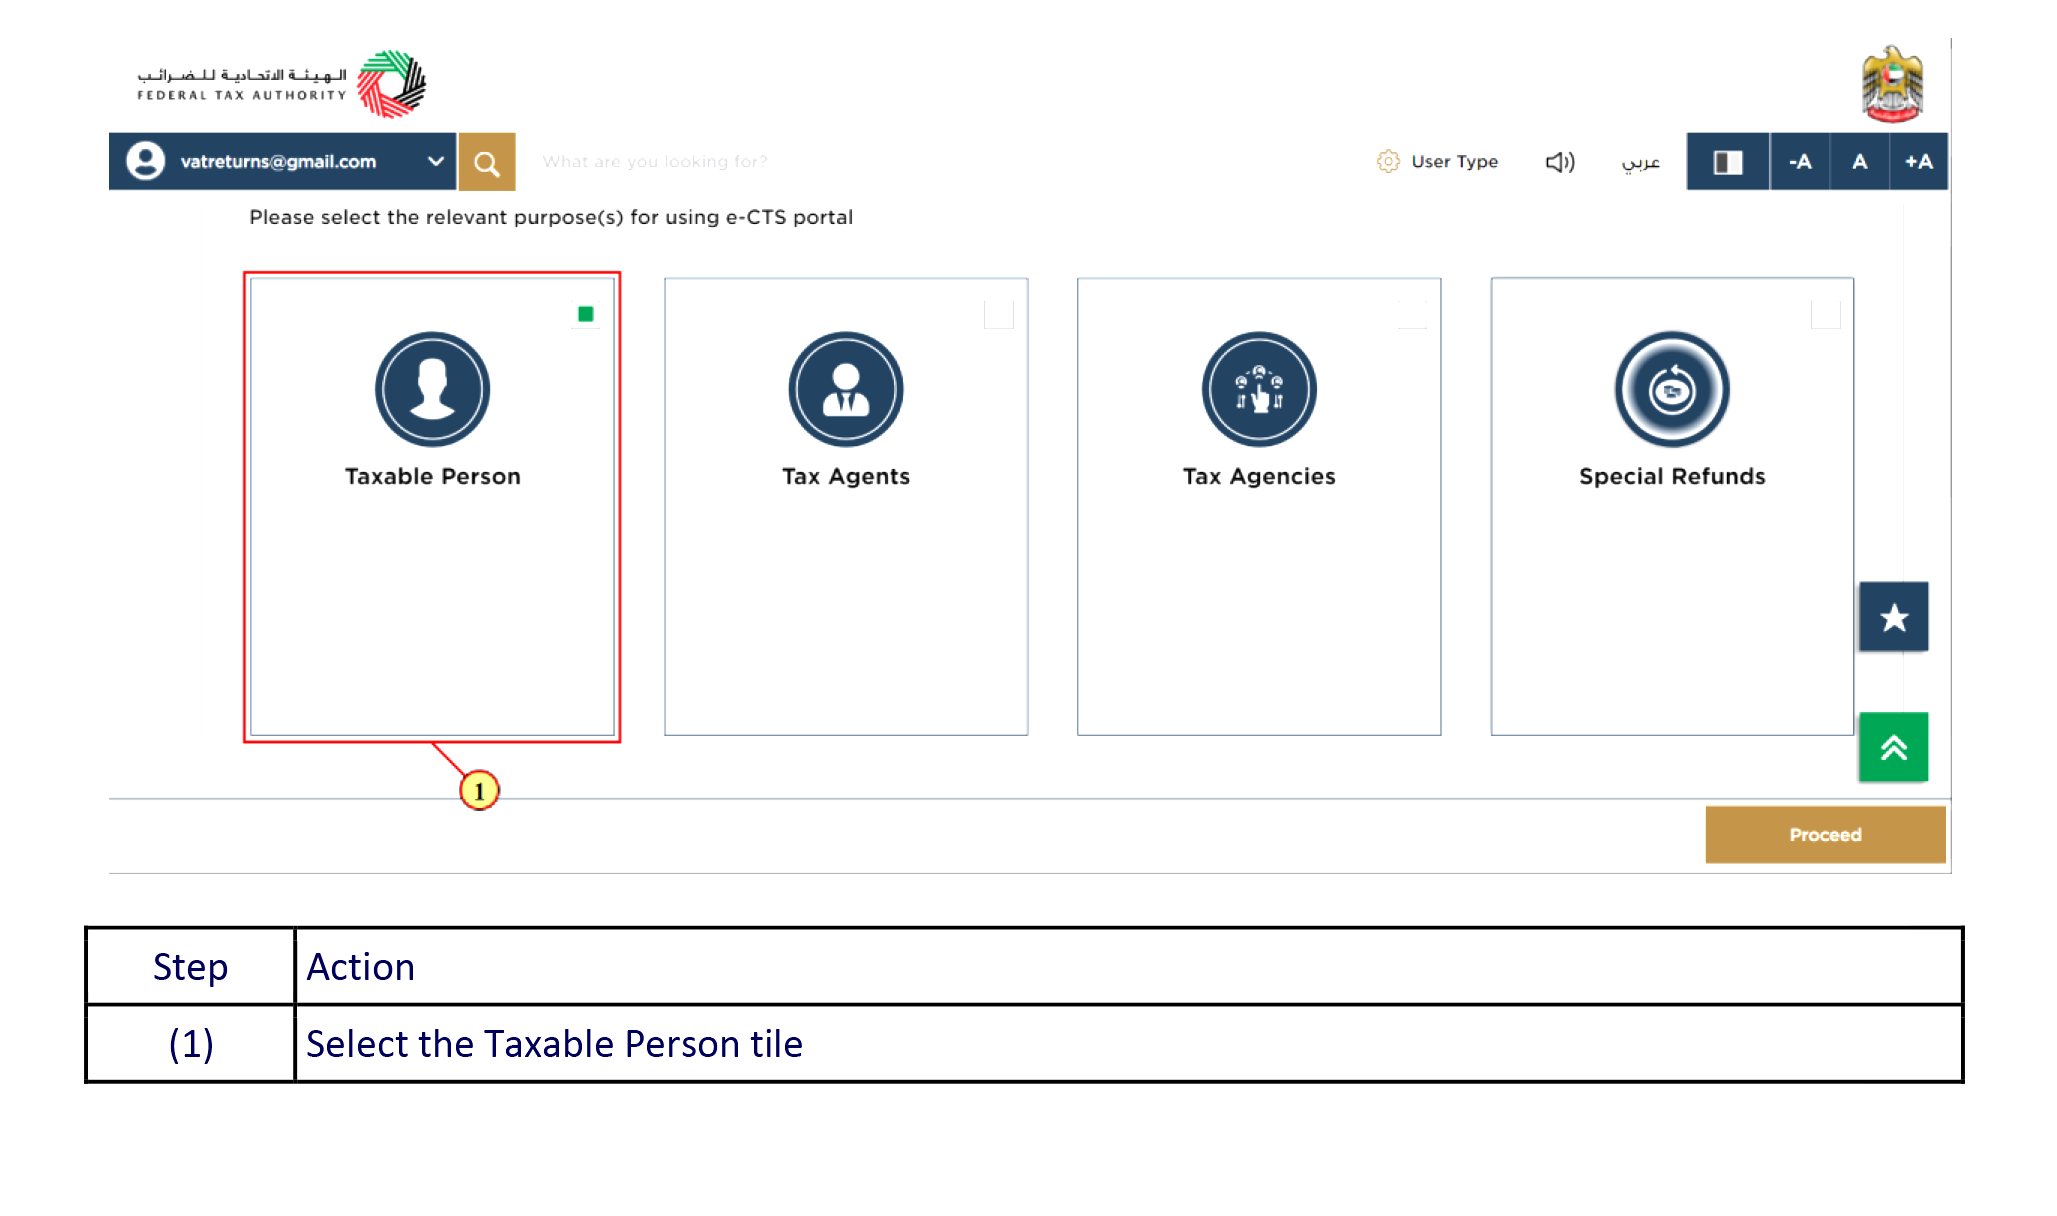 الهيئة الاتحادية للضرائب
FEDERAL TAX AUTHORITY
vatreturns@gmail.com
What are you looking for?
User Type
عربي
-A
A
+A
Please select the relevant purpose(s) for using e-CTS portal
Taxable Person
Tax Agents
Tax Agencies
Special Refunds
1
Proceed
Step
Action
(1)
Select the Taxable Person tile